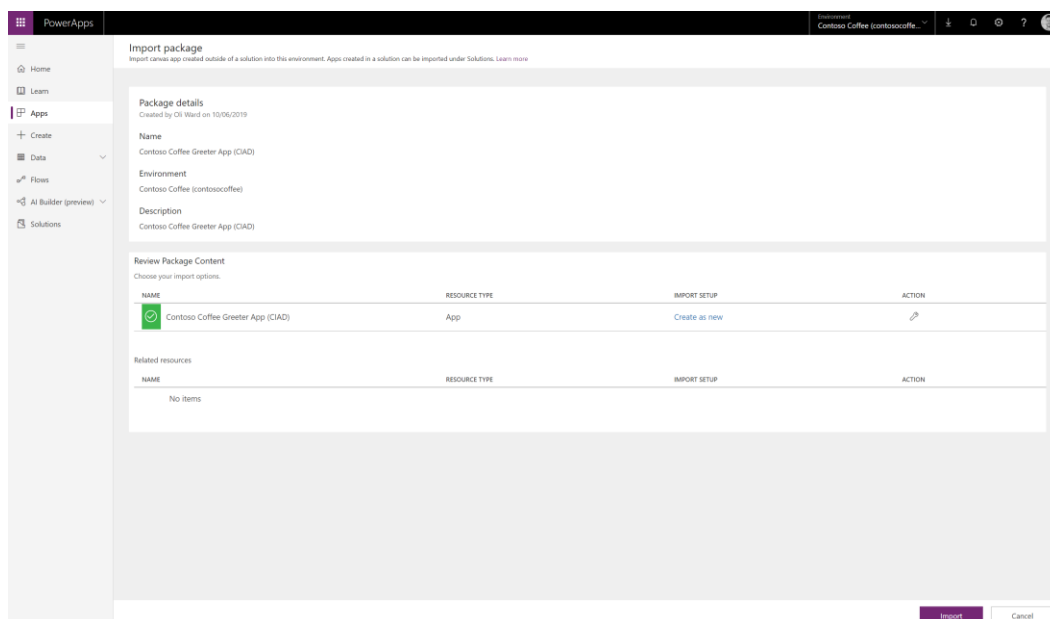 PowerApps
Environment
Contoso Coffee (contosocoffe...
?
Home
Learn
Apps
Create
Data
Flows
AI Builder (preview)
Solutions
Import package
Import canvas app created outside of a solution into this environment. Apps created in a solution can be imported under Solutions. Learn more
Package details
Created by Oli Ward on 10/06/2019
Name
Contoso Coffee Greeter App (CIAD)
Environment
Contoso Coffee (contosocoffee)
Description
Contoso Coffee Greeter App (CIAD)
Review Package Content
Choose your import options.
NAME RESOURCE TYPE IMPORT SETUP ACTION
Contoso Coffee Greeter App (CIAD) App Create as new
Related resources
NAME RESOURCE TYPE IMPORT SETUP ACTION
No items
Import Cancel